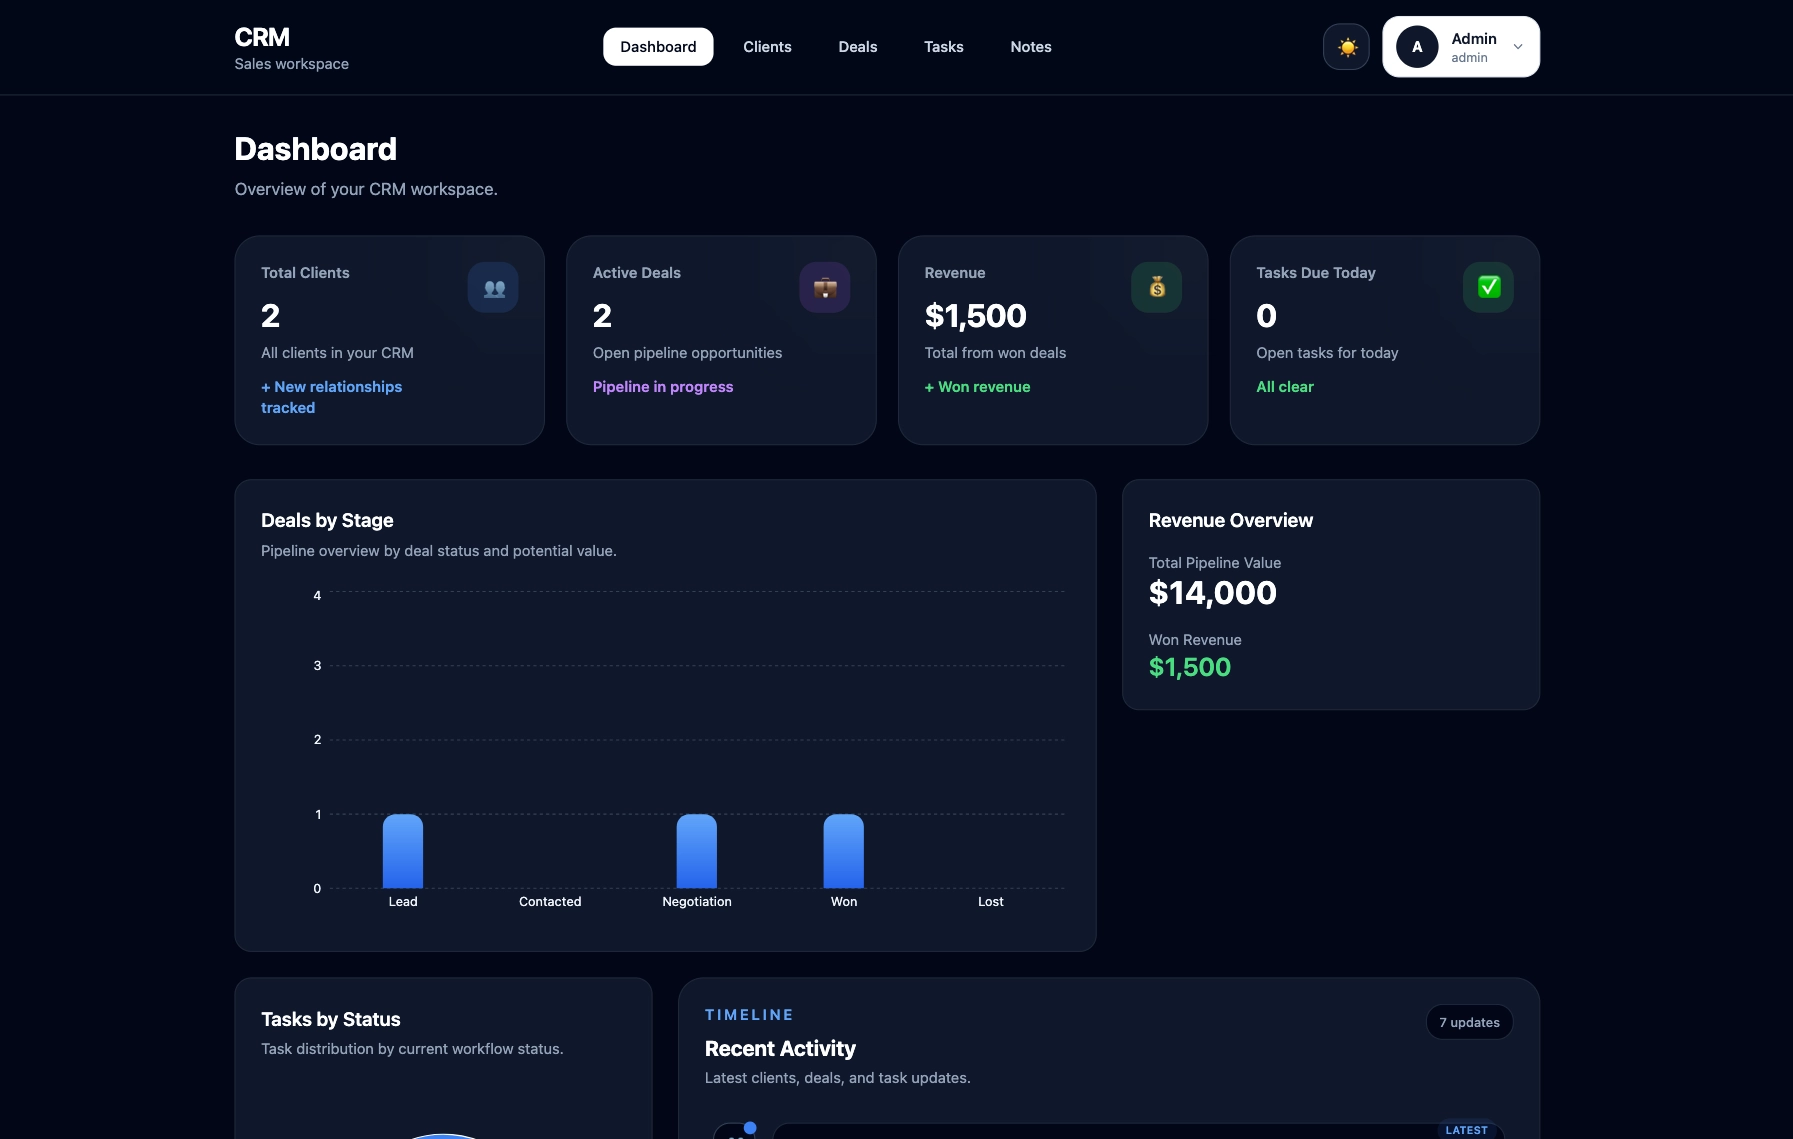 CRM
Sales workspace
Dashboard
Clients
Deals
Tasks
Notes
A
Admin
admin
Dashboard
Overview of your CRM workspace.
Total Clients
2
All clients in your CRM
+ New relationships
tracked
Active Deals
2
Open pipeline opportunities
Pipeline in progress
Revenue
$1,500
Total from won deals
+ Won revenue
Tasks Due Today
0
Open tasks for today
All clear
Deals by Stage
Pipeline overview by deal status and potential value.
4
3
2
1
0
Lead
Contacted
Negotiation
Won
Lost
Revenue Overview
Total Pipeline Value
$14,000
Won Revenue
$1,500
Tasks by Status
Task distribution by current workflow status.
TIMELINE
Recent Activity
Latest clients, deals, and task updates.
7 updates
LATEST